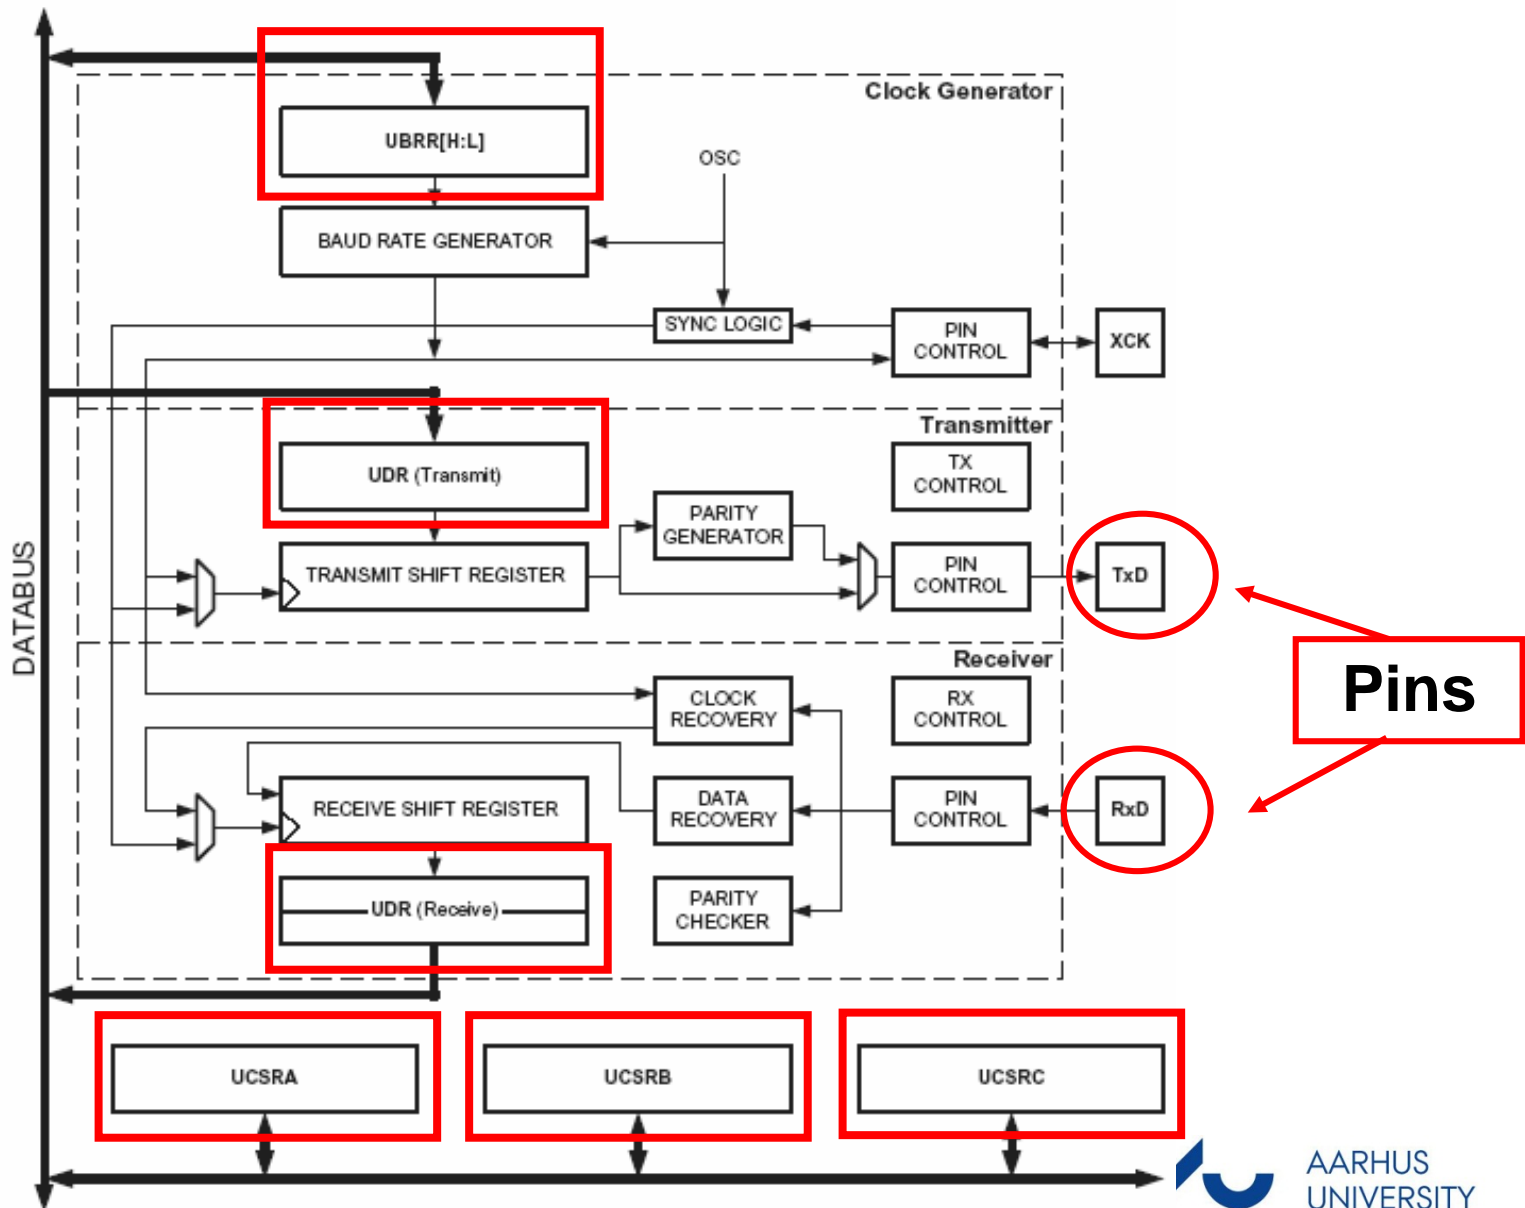 Clock Generator
UBRR[H:L]
OSC
BAUD RATE GENERATOR
SYNC LOGIC
PIN
CONTROL
XCK
Transmitter
UDR (Transmit)
TX
CONTROL
PARITY
GENERATOR
TRANSMIT SHIFT REGISTER
PIN
CONTROL
TxD
DATABUS
Pins
Receiver
CLOCK
RECOVERY
RX
CONTROL
RECEIVE SHIFT REGISTER
DATA
RECOVERY
PIN
CONTROL
RxD
UDR (Receive)
PARITY
CHECKER
UCSRA
UCSRB
UCSRC
AARHUS
UNIVERSITY